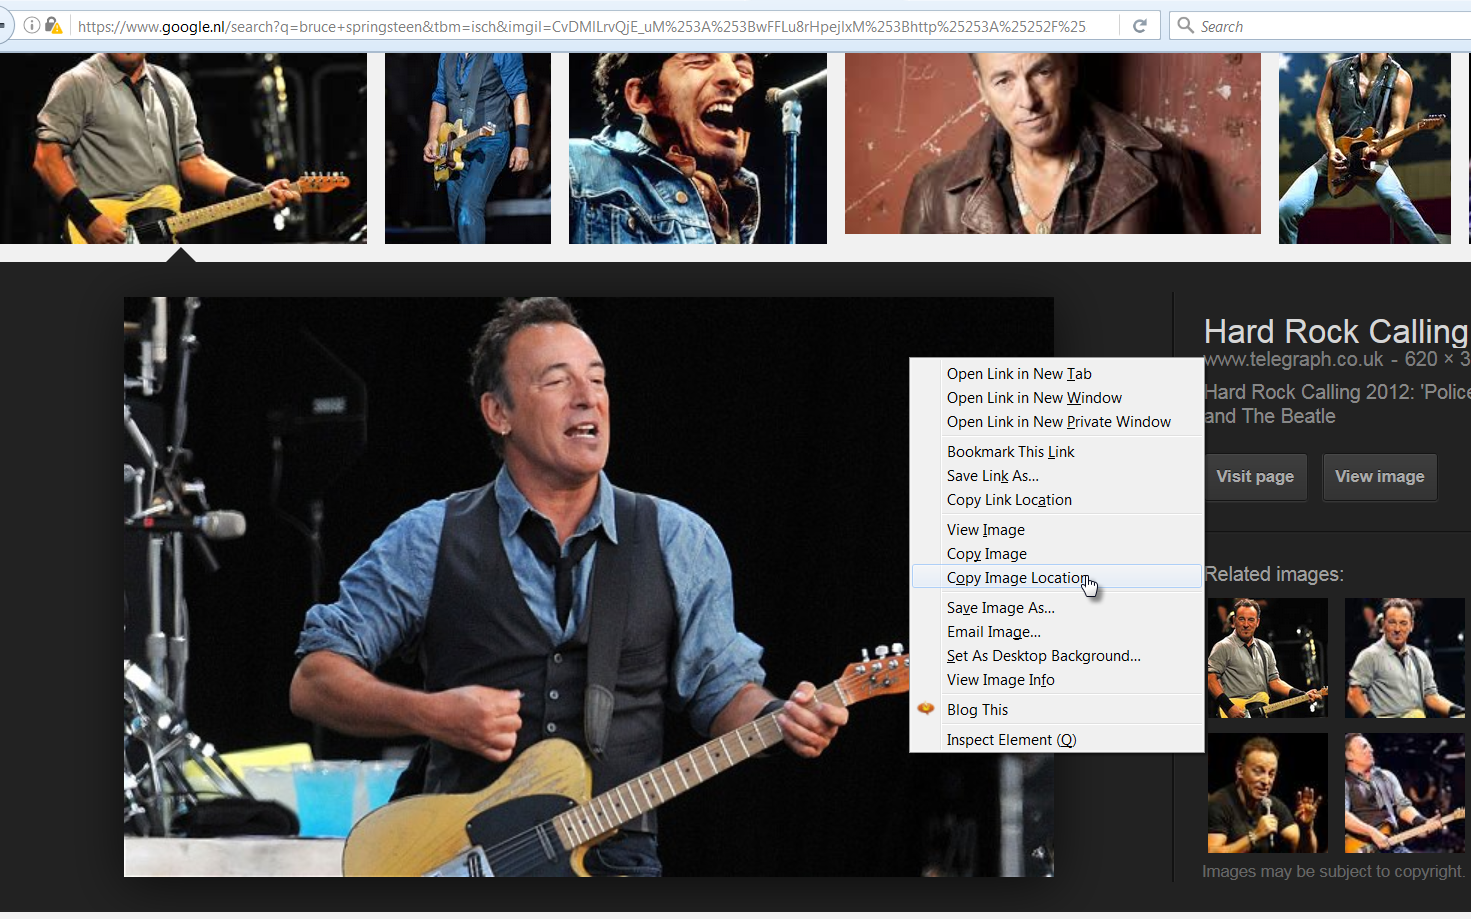 https://www.google.nl/search?q=bruce+springsteen&tbm=isch&imgil=CvDMILrvQjE_uM%253A%253BwFFLu8rHpejIxM%253Bhttp%25253A%25252F%25
Search
Hard Rock Calling
www.telegraph.co.uk - 620 × 3
Hard Rock Calling 2012: 'Police
and The Beatle
Visit page
View image
Open Link in New Tab
Open Link in New Window
Open Link in New Private Window
Bookmark This Link
Save Link As...
Copy Link Location
View Image
Copy Image
Copy Image Location
Save Image As...
Email Image...
Set As Desktop Background...
View Image Info
Blog This
Inspect Element (Q)
Related images:
Images may be subject to copyright.